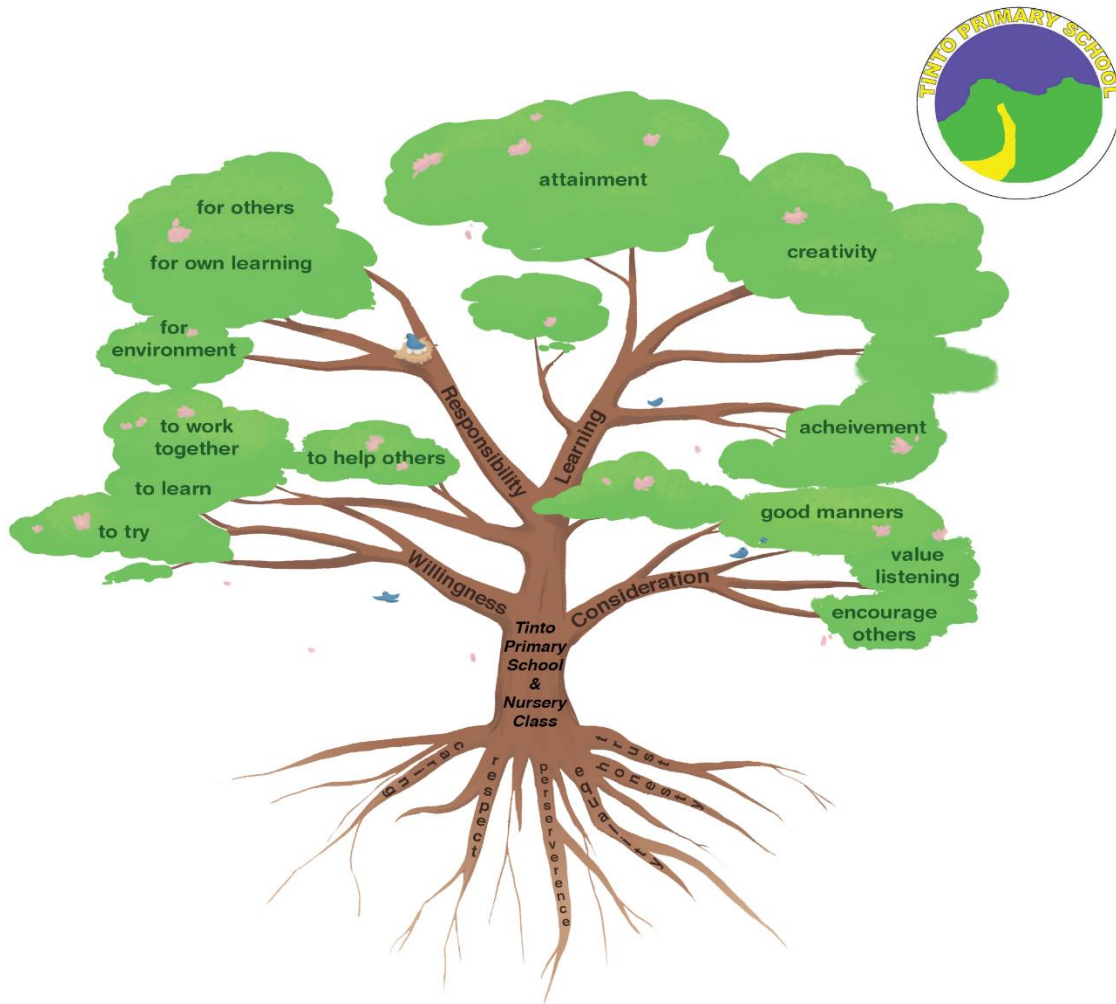 TINTO PRIMARY SCHOOL
attainment
for others
for own learning
creativity
for
environment
Responsibility
Learning
to work
together
to help others
acheivement
to learn
to try
good manners
value
listening
encourage
others
Willingness
Consideration
Tinto
Primary
School
&
Nursery
Class
caring
respect
perserverence
equality
honesty
trust